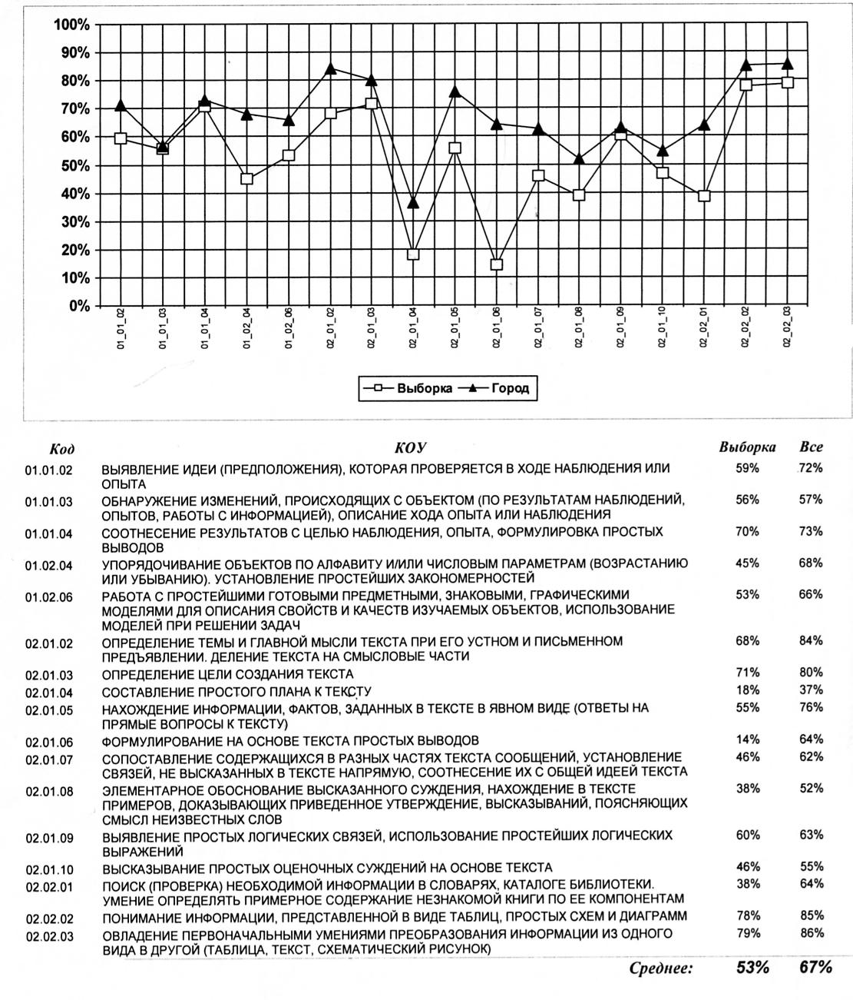 100%
90%
80%
70%
60%
50%
40%
30%
20%
10%
0%
01_01_02
01_01_03
01_01_04
01_02_04
01_02_06
02_01_02
02_01_03
02_01_04
02_01_05
02_01_06
02_01_07
02_01_08
02_01_09
02_01_10
02_02_01
02_02_02
02_02_03
Выборка Город
Код КОУ Выборка Все
01.01.02 ВЫЯВЛЕНИЕ ИДЕИ (ПРЕДПОЛОЖЕНИЯ), КОТОРАЯ ПРОВЕРЯЕТСЯ В ХОДЕ НАБЛЮДЕНИЯ ИЛИ 59% 72%
ОПЫТА
01.01.03 ОБНАРУЖЕНИЕ ИЗМЕНЕНИЙ, ПРОИСХОДЯЩИХ С ОБЪЕКТОМ (ПО РЕЗУЛЬТАТАМ НАБЛЮДЕНИЙ, 56% 57%
ОПЫТОВ, РАБОТЫ С ИНФОРМАЦИЕЙ), ОПИСАНИЕ ХОДА ОПЫТА ИЛИ НАБЛЮДЕНИЯ
01.01.04 СООТНЕСЕНИЕ РЕЗУЛЬТАТОВ С ЦЕЛЬЮ НАБЛЮДЕНИЯ, ОПЫТА, ФОРМУЛИРОВКА ПРОСТЫХ 70% 73%
ВЫВОДОВ
01.02.04 УПОРЯДОЧИВАНИЕ ОБЪЕКТОВ ПО АЛФАВИТУ И/ИЛИ ЧИСЛОВЫМ ПАРАМЕТРАМ (ВОЗРАСТАНИЮ 45% 68%
ИЛИ УБЫВАНИЮ). УСТАНОВЛЕНИЕ ПРОСТЕЙШИХ ЗАКОНОМЕРНОСТЕЙ
01.02.06 РАБОТА С ПРОСТЕЙШИМИ ГОТОВЫМИ ПРЕДМЕТНЫМИ, ЗНАКОВЫМИ, ГРАФИЧЕСКИМИ 53% 66%
МОДЕЛЯМИ ДЛЯ ОПИСАНИЯ СВОЙСТВ И КАЧЕСТВ ИЗУЧАЕМЫХ ОБЪЕКТОВ, ИСПОЛЬЗОВАНИЕ
МОДЕЛЕЙ ПРИ РЕШЕНИИ ЗАДАЧ
02.01.02 ОПРЕДЕЛЕНИЕ ТЕМЫ И ГЛАВНОЙ МЫСЛИ ТЕКСТА ПРИ ЕГО УСТНОМ И ПИСЬМЕННОМ 68% 84%
ПРЕДЪЯВЛЕНИИ. ДЕЛЕНИЕ ТЕКСТА НА СМЫСЛОВЫЕ ЧАСТИ
02.01.03 ОПРЕДЕЛЕНИЕ ЦЕЛИ СОЗДАНИЯ ТЕКСТА 71% 80%
02.01.04 СОСТАВЛЕНИЕ ПРОСТОГО ПЛАНА К ТЕКСТУ 18% 37%
02.01.05 НАХОЖДЕНИЕ ИНФОРМАЦИИ, ФАКТОВ, ЗАДАННЫХ В ТЕКСТЕ В ЯВНОМ ВИДЕ (ОТВЕТЫ НА 55% 76%
ПРЯМЫЕ ВОПРОСЫ К ТЕКСТУ)
02.01.06 ФОРМУЛИРОВАНИЕ НА ОСНОВЕ ТЕКСТА ПРОСТЫХ ВЫВОДОВ 14% 64%
02.01.07 СОПОСТАВЛЕНИЕ СОДЕРЖАЩИХСЯ В РАЗНЫХ ЧАСТЯХ ТЕКСТА СООБЩЕНИЙ, УСТАНОВЛЕНИЕ 46% 62%
СВЯЗЕЙ, НЕ ВЫСКАЗАННЫХ В ТЕКСТЕ НАПРЯМУЮ, СООТНЕСЕНИЕ ИХ С ОБЩЕЙ ИДЕЕЙ ТЕКСТА
02.01.08 ЭЛЕМЕНТАРНОЕ ОБОСНОВАНИЕ ВЫСКАЗАННОГО СУЖДЕНИЯ, НАХОЖДЕНИЕ В ТЕКСТЕ 38% 52%
ПРИМЕРОВ, ДОКАЗЫВАЮЩИХ ПРИВЕДЕННОЕ УТВЕРЖДЕНИЕ, ВЫСКАЗЫВАНИЙ, ПОЯСНЯЮЩИХ
СМЫСЛ НЕИЗВЕСТНЫХ СЛОВ
02.01.09 ВЫЯВЛЕНИЕ ПРОСТЫХ ЛОГИЧЕСКИХ СВЯЗЕЙ, ИСПОЛЬЗОВАНИЕ ПРОСТЕЙШИХ ЛОГИЧЕСКИХ 60% 63%
ВЫРАЖЕНИЙ
02.01.10 ВЫСКАЗЫВАНИЕ ПРОСТЫХ ОЦЕНОЧНЫХ СУЖДЕНИЙ НА ОСНОВЕ ТЕКСТА 46% 55%
02.02.01 ПОИСК (ПРОВЕРКА) НЕОБХОДИМОЙ ИНФОРМАЦИИ В СЛОВАРЯХ, КАТАЛОГЕ БИБЛИОТЕКИ. 38% 64%
УМЕНИЕ ОПРЕДЕЛЯТЬ ПРИМЕРНОЕ СОДЕРЖАНИЕ НЕЗНАКОМОЙ КНИГИ ПО ЕЕ КОМПОНЕНТАМ
02.02.02 ПОНИМАНИЕ ИНФОРМАЦИИ, ПРЕДСТАВЛЕННОЙ В ВИДЕ ТАБЛИЦ, ПРОСТЫХ СХЕМ И ДИАГРАММ 78% 85%
02.02.03 ОВЛАДЕНИЕ ПЕРВОНАЧАЛЬНЫМИ УМЕНИЯМИ ПРЕОБРАЗОВАНИЯ ИНФОРМАЦИИ ИЗ ОДНОГО 79% 86%
ВИДА В ДРУГОЙ (ТАБЛИЦА, ТЕКСТ, СХЕМАТИЧЕСКИЙ РИСУНОК)
Среднее: 53% 67%